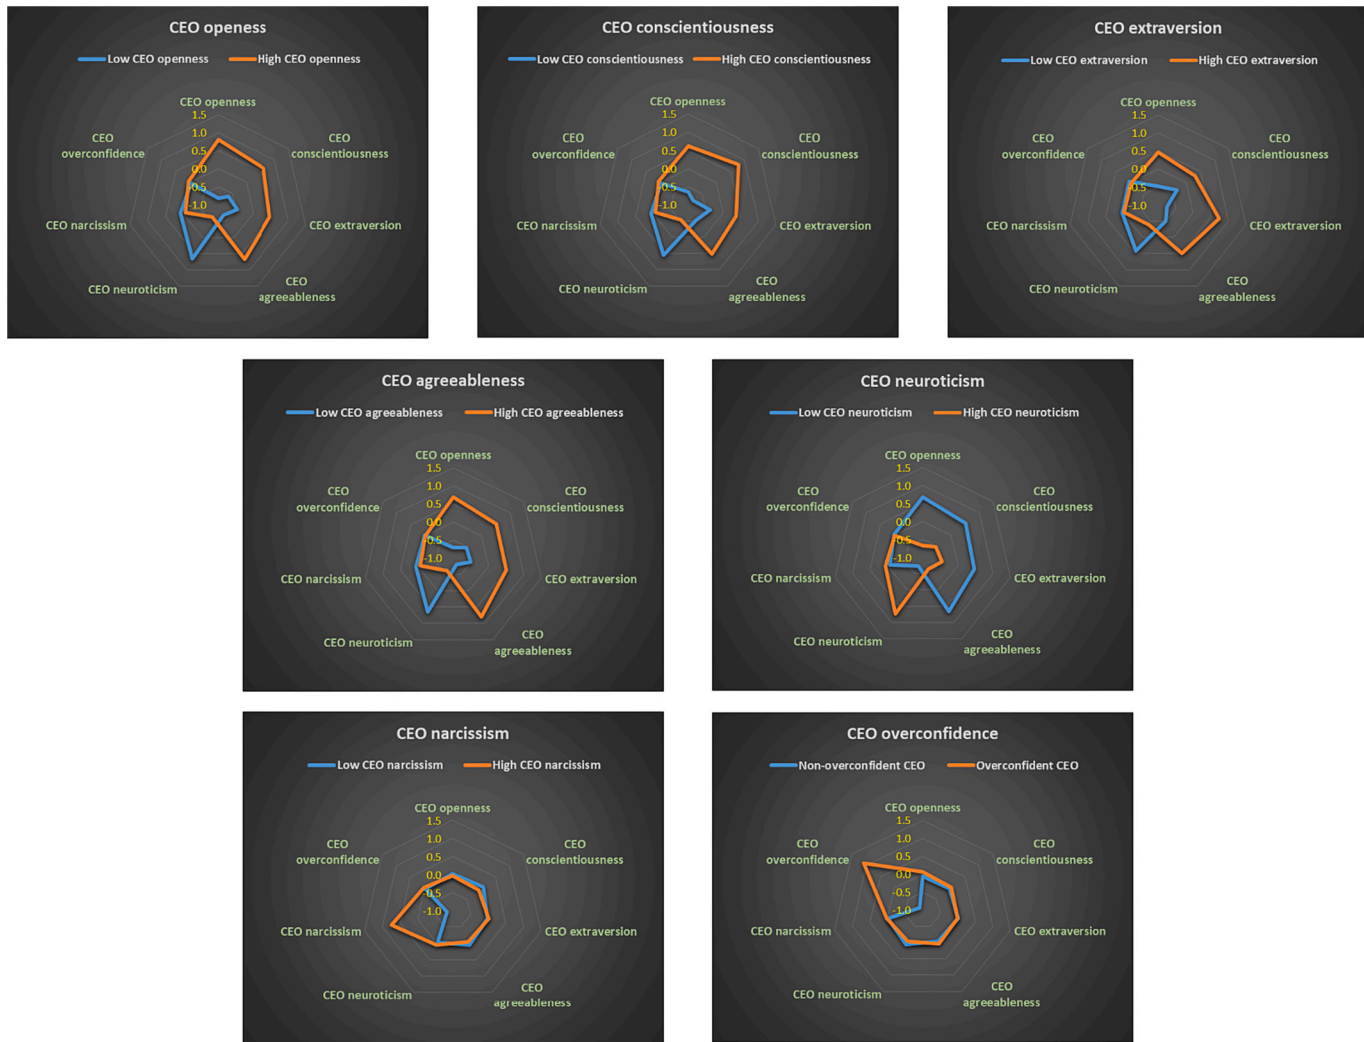 CEO openess
Low CEO openness High CEO openness
CEO openness
1.5
1.0
0.5
0.0
-0.5
-1.0
CEO
conscientiousness
CEO extraversion
CEO
agreeableness
CEO neuroticism
CEO narcissism
CEO
overconfidence
CEO conscientiousness
Low CEO conscientiousness High CEO conscientiousness
CEO openness
1.5
1.0
0.5
0.0
-0.5
-1.0
CEO
conscientiousness
CEO extraversion
CEO
agreeableness
CEO neuroticism
CEO narcissism
CEO
overconfidence
CEO extraversion
Low CEO extraversion High CEO extraversion
CEO openness
1.5
1.0
0.5
0.0
-0.5
-1.0
CEO
conscientiousness
CEO extraversion
CEO
agreeableness
CEO neuroticism
CEO narcissism
CEO
overconfidence
CEO agreeableness
Low CEO agreeableness High CEO agreeableness
CEO openness
1.5
1.0
0.5
0.0
-0.5
-1.0
CEO
conscientiousness
CEO extraversion
CEO
agreeableness
CEO neuroticism
CEO narcissism
CEO
overconfidence
CEO neuroticism
Low CEO neuroticism High CEO neuroticism
CEO openness
1.5
1.0
0.5
0.0
-0.5
-1.0
CEO
conscientiousness
CEO extraversion
CEO
agreeableness
CEO neuroticism
CEO narcissism
CEO
overconfidence
CEO narcissism
Low CEO narcissism High CEO narcissism
CEO openness
1.5
1.0
0.5
0.0
-0.5
-1.0
CEO
conscientiousness
CEO extraversion
CEO
agreeableness
CEO neuroticism
CEO narcissism
CEO
overconfidence
CEO overconfidence
Non-overconfident CEO Overconfident CEO
CEO openness
1.5
1.0
0.5
0.0
-0.5
-1.0
CEO
conscientiousness
CEO extraversion
CEO
agreeableness
CEO neuroticism
CEO narcissism
CEO
overconfidence